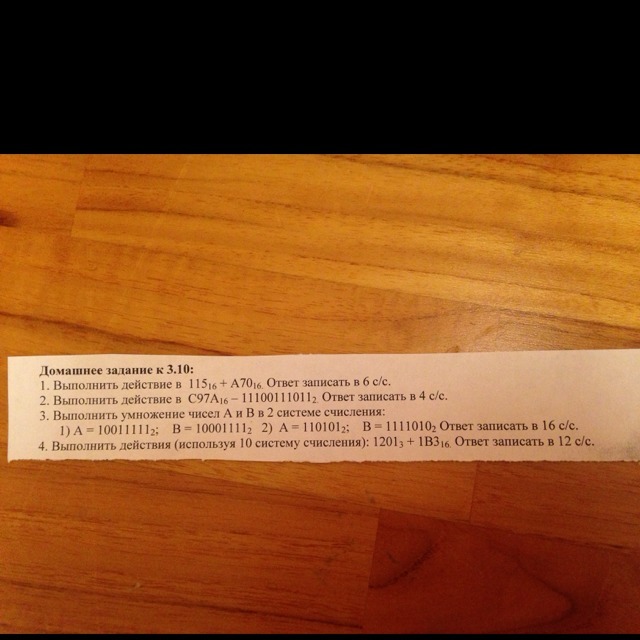 Домашнее задание к 3.10:
1. Выполнить действие в 115₁₆ + A70₁₆. Ответ записать в 6 с/с.
2. Выполнить действие в C97A₁₆ – 11100111011₂. Ответ записать в 4 с/с.
3. Выполнить умножение чисел А и В в 2 системе счисления:
1) A = 10011111₂; B = 10001111₂ 2) A = 110101₂; B = 1111010₂ Ответ записать в 16 с/с.
4. Выполнить действия (используя 10 систему счисления): 1201₃ + 1B3₁₆. Ответ записать в 12 с/с.